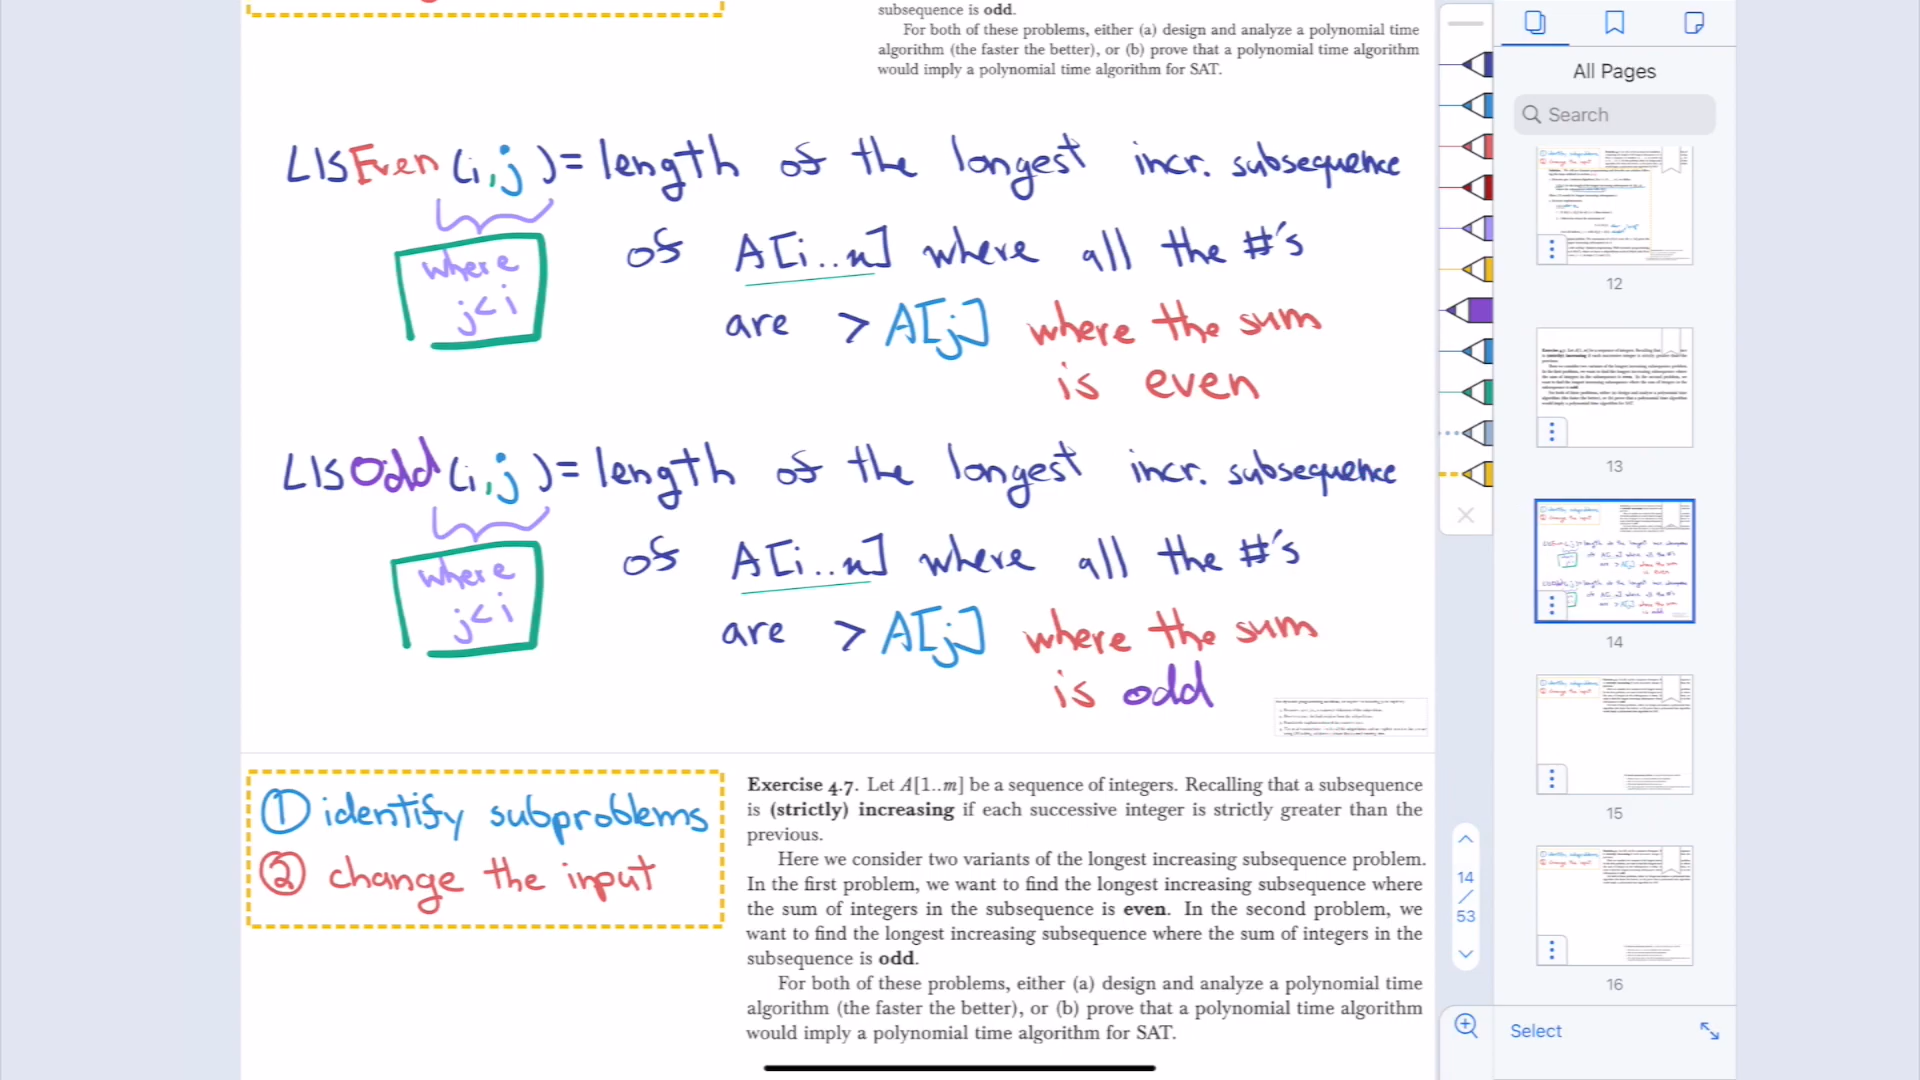 subsequence is odd.
For both of these problems, either (a) design and analyze a polynomial time
algorithm (the faster the better), or (b) prove that a polynomial time algorithm
would imply a polynomial time algorithm for SAT.
LISEven(i,j) = length of the longest incr. subsequence
of A[i..n] where all the #'s
where
j<i
are > A[j] where the sum
is even
LISOdd(i,j) = length of the longest incr. subsequence
of A[i..n] where all the #'s
where
j<i
are > A[j] where the sum
is odd
① identify subproblems
② change the input
Exercise 4.7. Let A[1..m] be a sequence of integers. Recalling that a subsequence
is (strictly) increasing if each successive integer is strictly greater than the
previous.
Here we consider two variants of the longest increasing subsequence problem.
In the first problem, we want to find the longest increasing subsequence where
the sum of integers in the subsequence is even. In the second problem, we
want to find the longest increasing subsequence where the sum of integers in the
subsequence is odd.
For both of these problems, either (a) design and analyze a polynomial time
algorithm (the faster the better), or (b) prove that a polynomial time algorithm
would imply a polynomial time algorithm for SAT.
14
/
53
All Pages
Search
12
13
14
15
16
Select